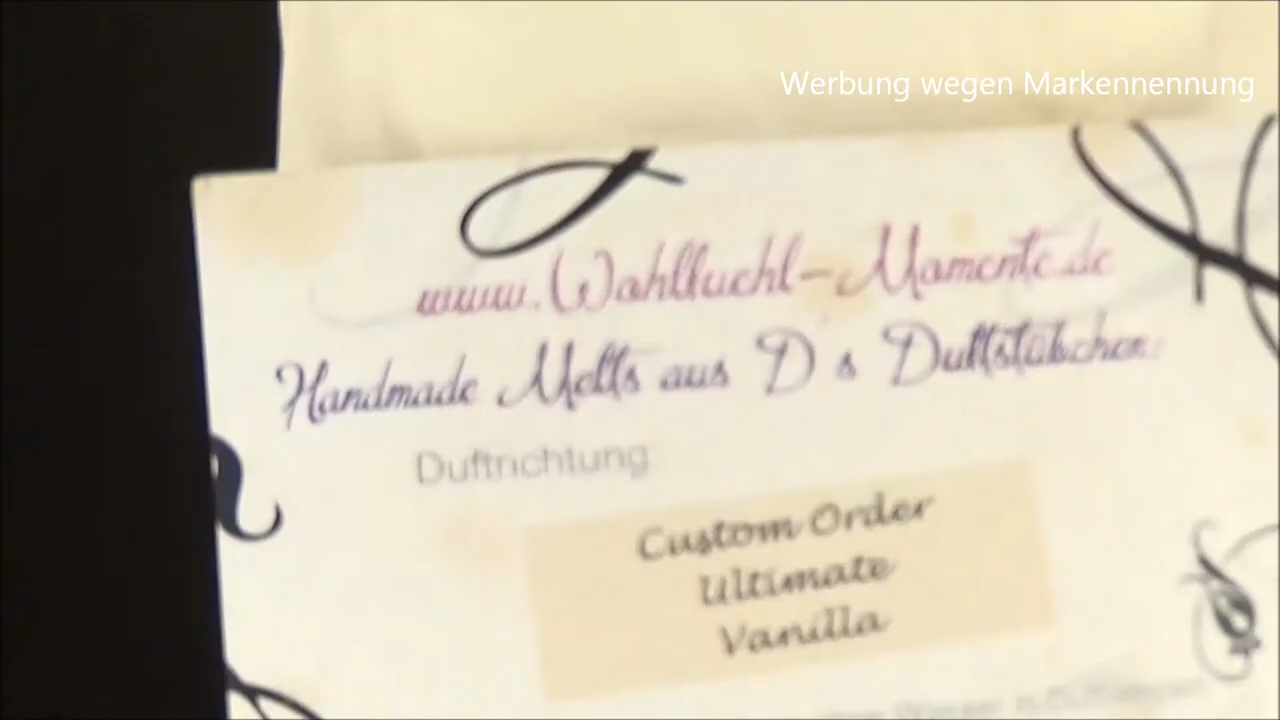 Werbung wegen Markennennung
www.Wohlfuehl-Momente.de
Handmade Melts aus D´s Duftstübchen
Duftrichtung:
Custom Order
Ultimate
Vanilla